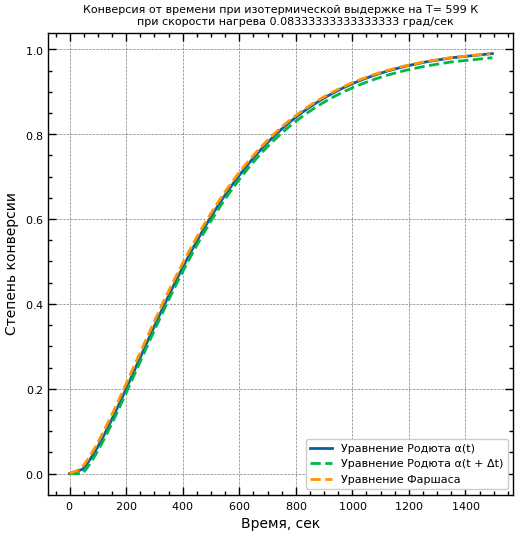 Конверсия от времени при изотермической выдержке на T= 599 K
при скорости нагрева 0.08333333333333333 град/сек
1.0
0.8
0.6
0.4
0.2
0.0
Степень конверсии
Уравнение Родюта α(t)
Уравнение Родюта α(t + Δt)
Уравнение Фаршаса
0 200 400 600 800 1000 1200 1400
Время, сек